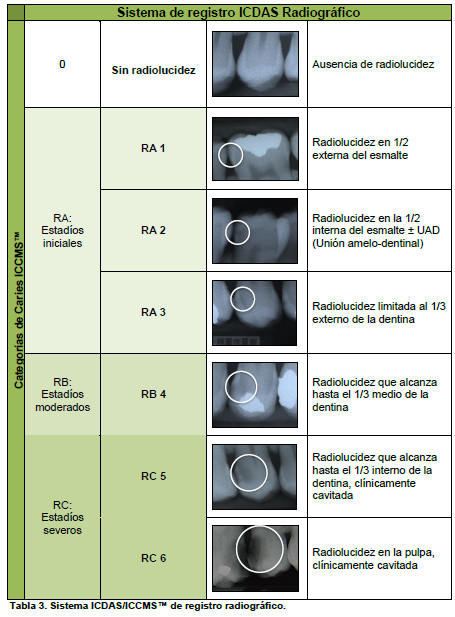 Sistema de registro ICDAS Radiográfico
Categorías de Caries ICCMS™
0
Sin radiolucidez
Ausencia de radiolucidez
RA:
Estadíos
iniciales
RA 1
Radiolucidez en 1/2
externa del esmalte
RA 2
Radiolucidez en la 1/2
interna del esmalte ± UAD
(Unión amelo-dentinal)
RA 3
Radiolucidez limitada al 1/3
externo de la dentina
RB:
Estadíos
moderados
RB 4
Radiolucidez que alcanza
hasta el 1/3 medio de la
dentina
RC:
Estadíos
severos
RC 5
Radiolucidez que alcanza
hasta el 1/3 interno de la
dentina, clínicamente
cavitada
RC 6
Radiolucidez en la pulpa,
clínicamente cavitada
Tabla 3. Sistema ICDAS/ICCMS™ de registro radiográfico.